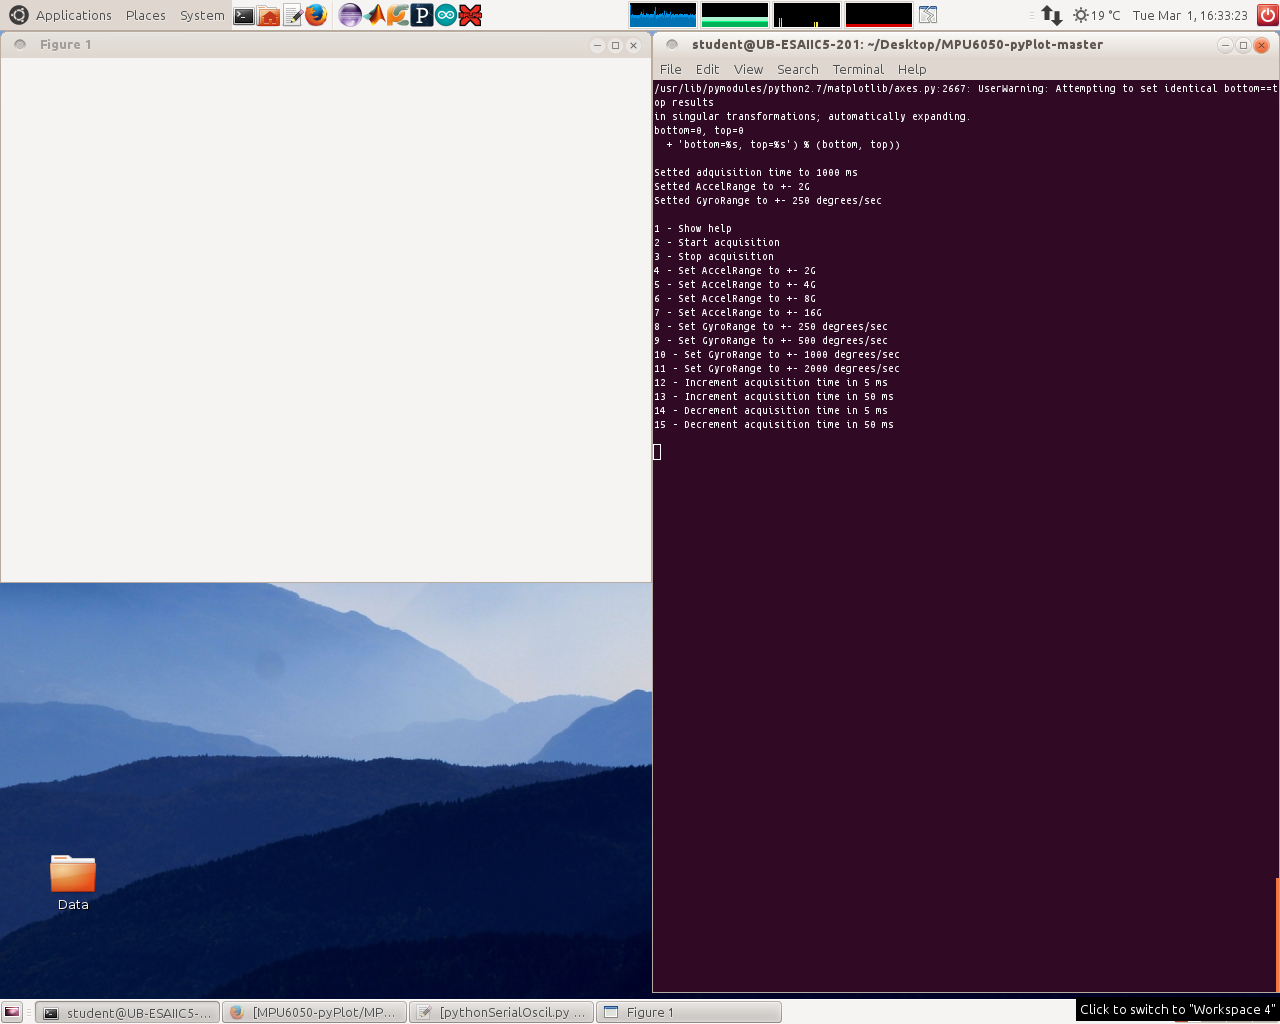 Applications Places System 19 °C Tue Mar 1, 16:33:23
Figure 1
student@UB-ESAIIC5-201: ~/Desktop/MPU6050-pyPlot-master
File Edit View Search Terminal Help
/usr/lib/pymodules/python2.7/matplotlib/axes.py:2667: UserWarning: Attempting to set identical bottom==t
op results
in singular transformations; automatically expanding.
bottom=0, top=0
+ 'bottom=%s, top=%s') % (bottom, top))
Setted adquisition time to 1000 ms
Setted AccelRange to +- 2G
Setted GyroRange to +- 250 degrees/sec
1 - Show help
2 - Start acquisition
3 - Stop acquisition
4 - Set AccelRange to +- 2G
5 - Set AccelRange to +- 4G
6 - Set AccelRange to +- 8G
7 - Set AccelRange to +- 16G
8 - Set GyroRange to +- 250 degrees/sec
9 - Set GyroRange to +- 500 degrees/sec
10 - Set GyroRange to +- 1000 degrees/sec
11 - Set GyroRange to +- 2000 degrees/sec
12 - Increment acquisition time in 5 ms
13 - Increment acquisition time in 50 ms
14 - Decrement acquisition time in 5 ms
15 - Decrement acquisition time in 50 ms
Data
student@UB-ESAIIC5-... [MPU6050-pyPlot/MP... [pythonSerialOscil.py ... Figure 1
Click to switch to "Workspace 4"